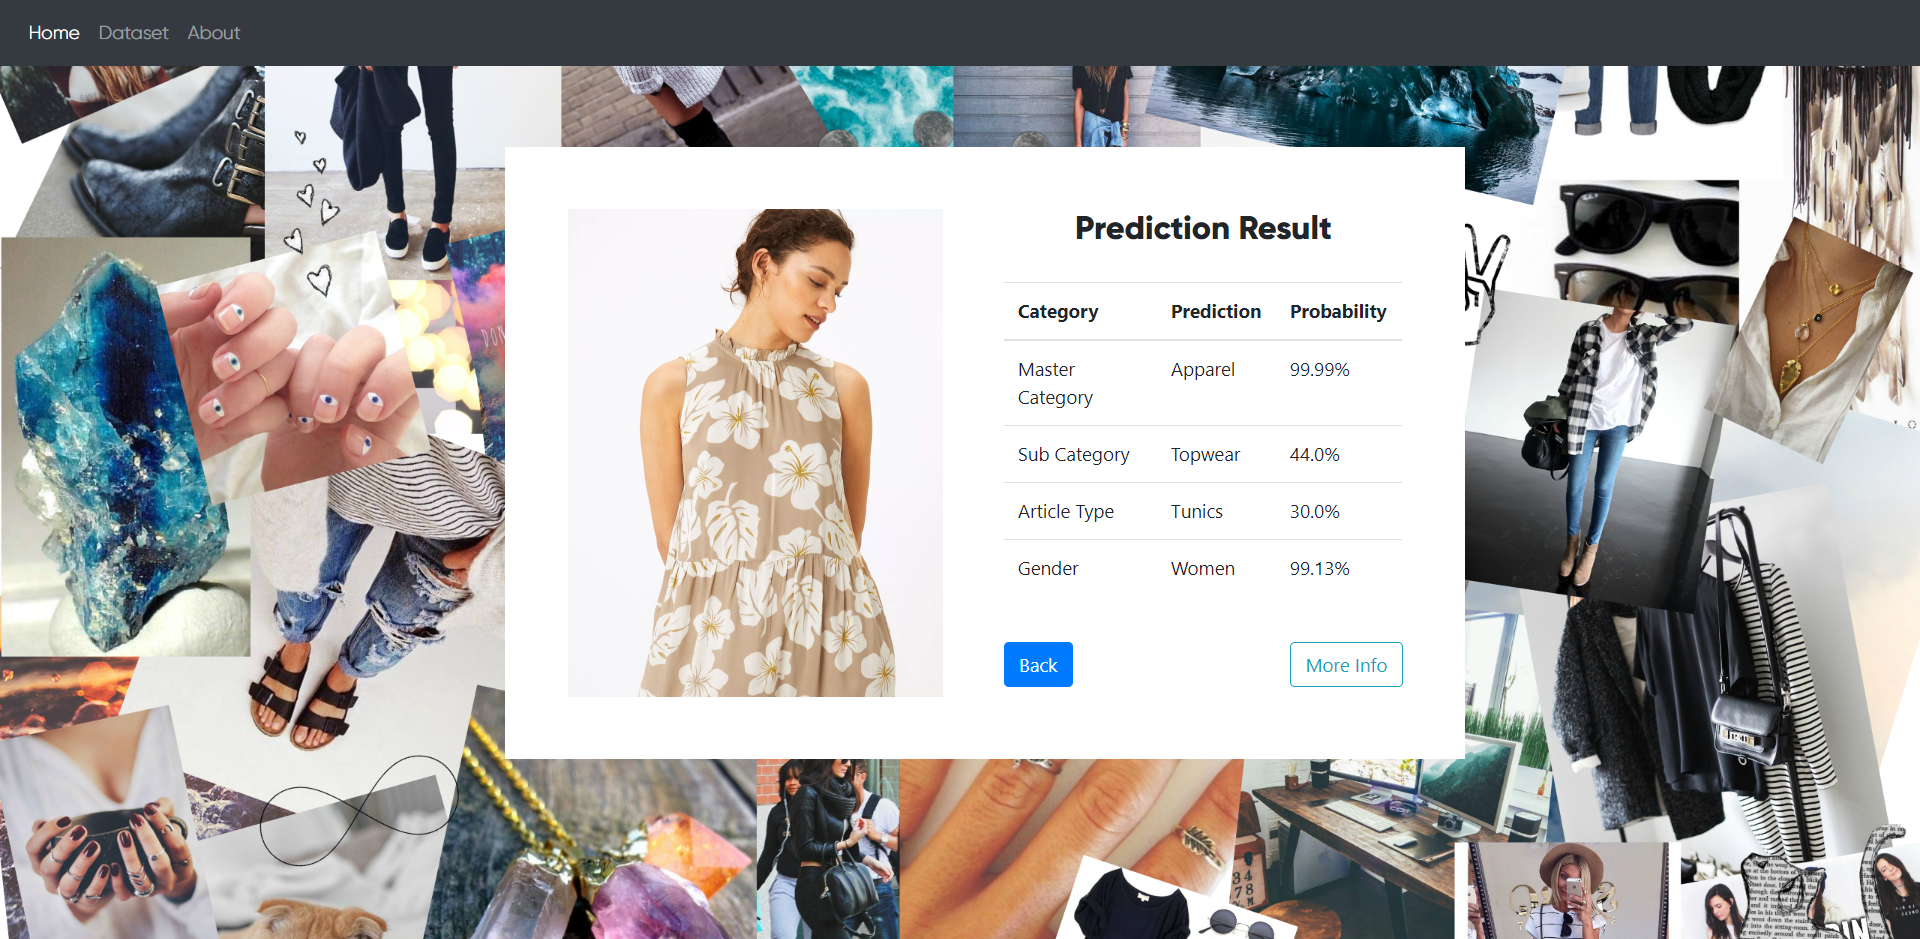 Home Dataset About
Prediction Result
Category Prediction Probability
Master Category Apparel 99.99%
Sub Category Topwear 44.0%
Article Type Tunics 30.0%
Gender Women 99.13%
Back More Info